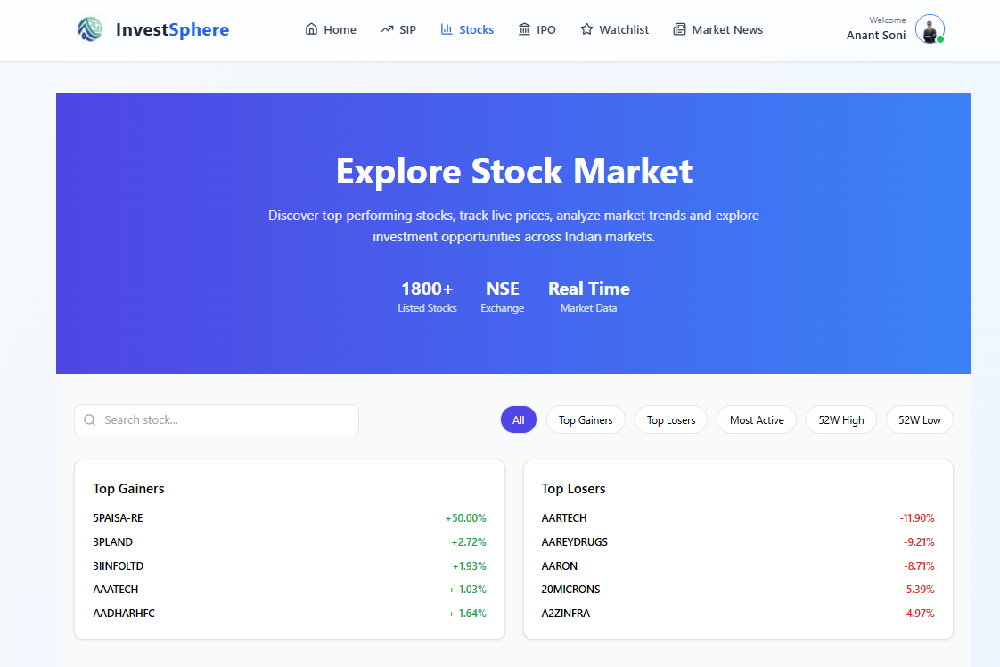 InvestSphere
Home
SIP
Stocks
IPO
Watchlist
Market News
Welcome
Anant Soni
Explore Stock Market
Discover top performing stocks, track live prices, analyze market trends and explore
investment opportunities across Indian markets.
1800+
Listed Stocks
NSE
Exchange
Real Time
Market Data
Search stock...
All
Top Gainers
Top Losers
Most Active
52W High
52W Low
Top Gainers
5PAISA-RE +50.00%
3PLAND +2.72%
3IINFOLTD +1.93%
AAATECH +-1.03%
AADHARHFC +-1.64%
Top Losers
AARTECH -11.90%
AAREYDRUGS -9.21%
AARON -8.71%
20MICRONS -5.39%
A2ZINFRA -4.97%